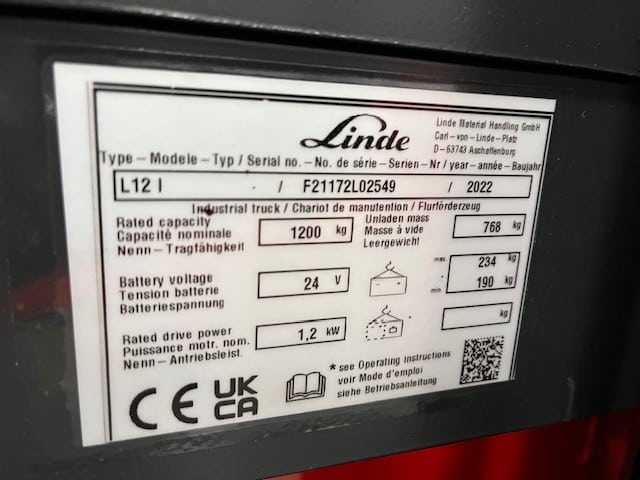 Linde
Linde Material Handling GmbH
Carl – von – Linde – Platz
D – 63743 Aschaffenburg
Type – Modele – Typ / Serial no. – No. de série – Serien – Nr / year – année – Baujahr
L12 I / F21172L02549 / 2022
Industrial truck / Chariot de manutention / Flurförderzeug
Rated capacity
Capacité nominale
Nenn – Tragfähigkeit
1200 kg
Unladen mass
Masse à vide
Leergewicht
768 kg
Battery voltage
Tension batterie
Batteriespannung
24 V
max. 234 kg
min. 190 kg
Rated drive power
Puissance motr. nom.
Nenn – Antriebsleist.
1,2 kW
kg
CE UK
CA
* see Operating instructions
voir Mode d'emploi
siehe Betriebsanleitung